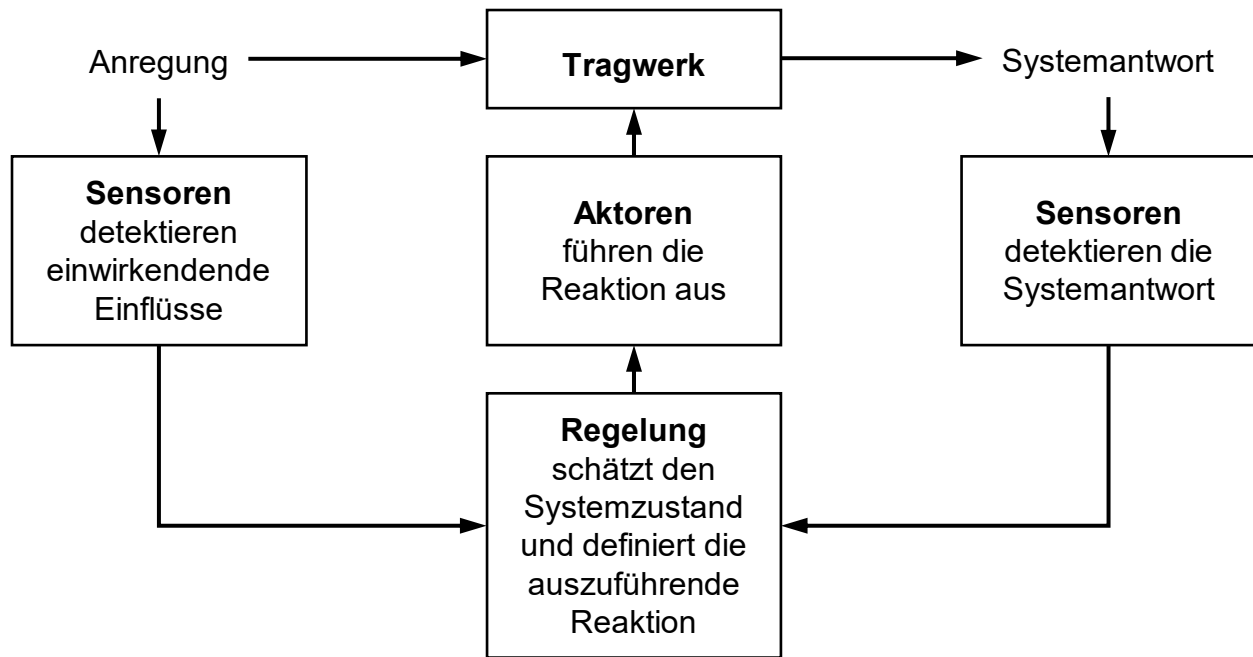 Anregung
Tragwerk
Systemantwort
Sensoren
detektieren
einwirkendende
Einflüsse
Aktoren
führen die
Reaktion aus
Sensoren
detektieren die
Systemantwort
Regelung
schätzt den
Systemzustand
und definiert die
auszuführende
Reaktion